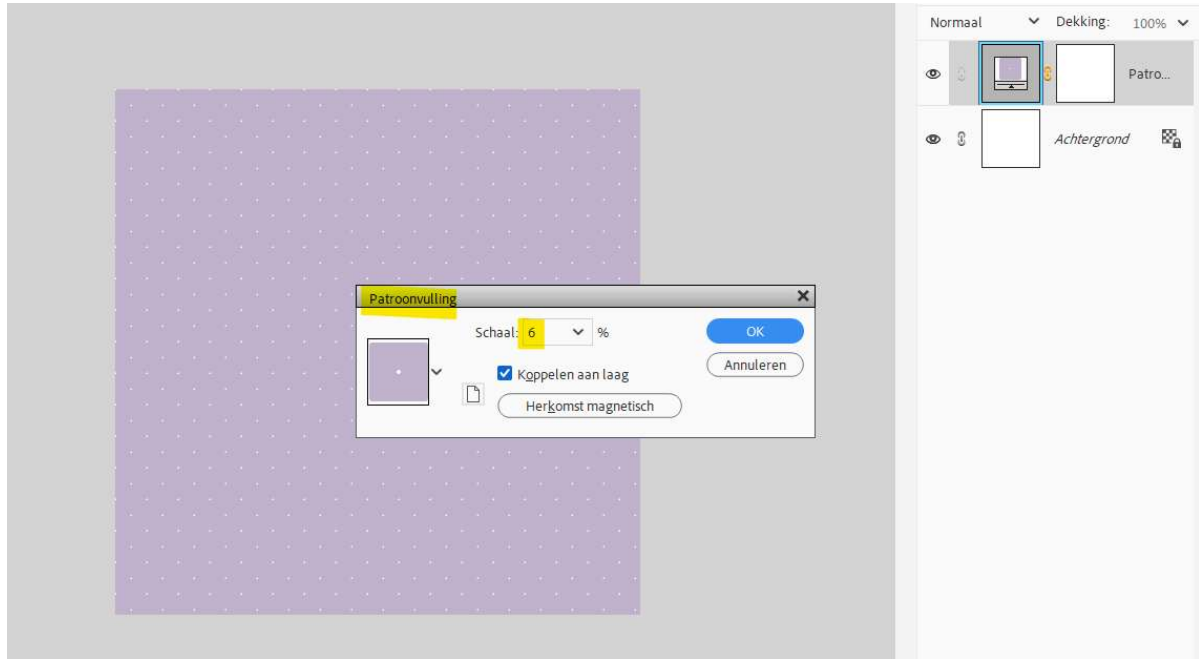 Normaal Dekking: 100%
Patro...
Achtergrond
Patroonvulling
Schaal: 6 %
OK
Koppelen aan laag
Annuleren
Herkomst magnetisch